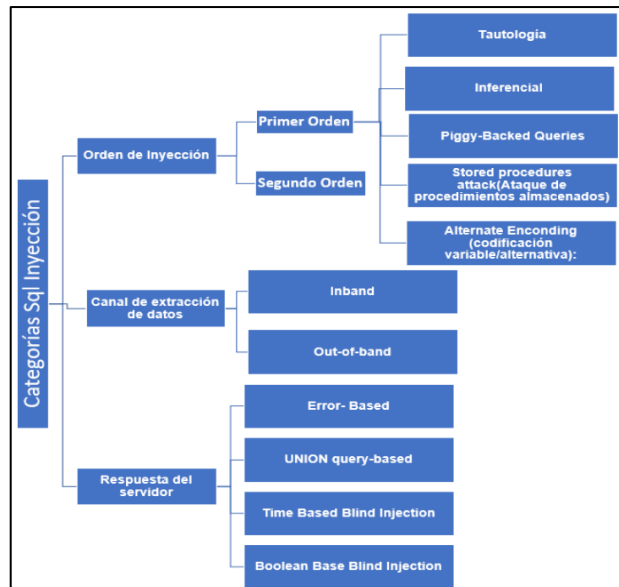 Categorías Sql Inyección
Orden de Inyección
Primer Orden
Tautología
Inferencial
Piggy-Backed Queries
Stored procedures
attack(Ataque de
procedimientos almacenados)
Alternate Enconding
(codificación
variable/alternativa):
Segundo Orden
Canal de extracción
de datos
Inband
Out-of-band
Respuesta del
servidor
Error- Based
UNION query-based
Time Based Blind Injection
Boolean Base Blind Injection